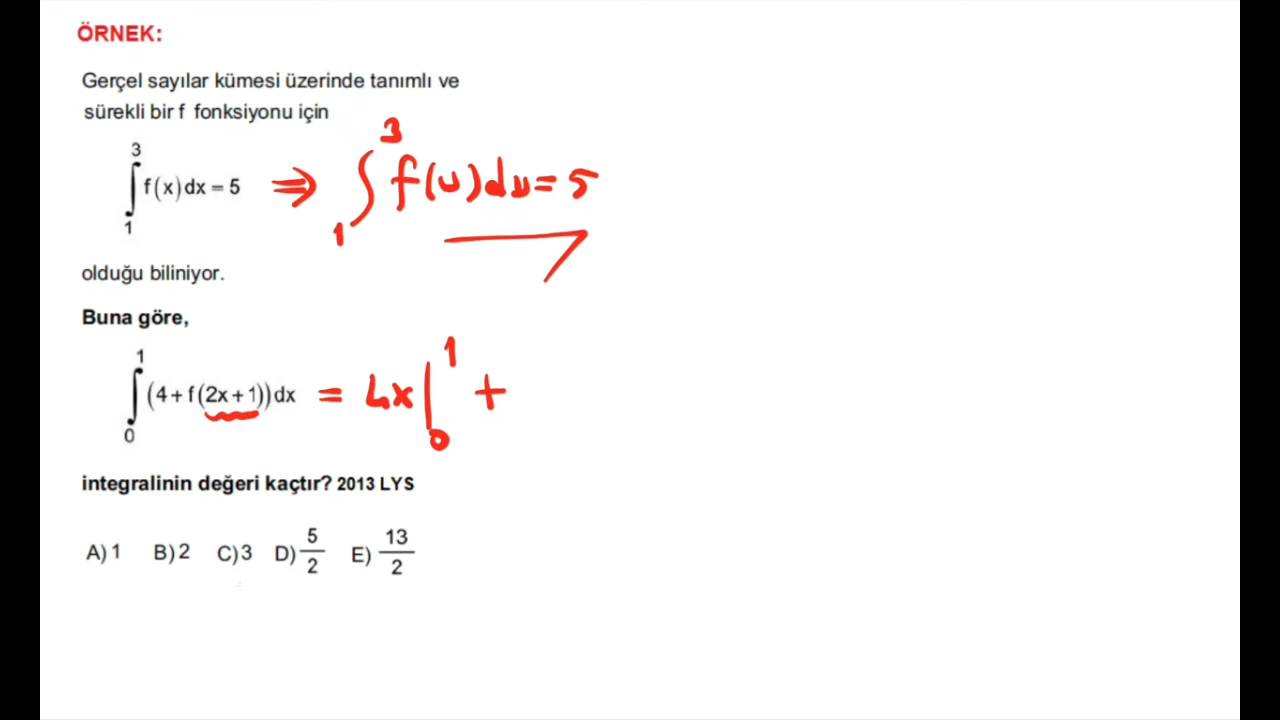 ÖRNEK:
Gerçel sayılar kümesi üzerinde tanımlı ve
sürekli bir f fonksiyonu için
∫₁³ f(x)dx = 5 ⇒ ∫₁³ f(u)du = 5
olduğu biliniyor.
Buna göre,
∫₀¹ (4 + f(2x + 1))dx = 4x |₀¹ +
integralinin değeri kaçtır? 2013 LYS
A) 1 B) 2 C) 3 D) 5/2 E) 13/2